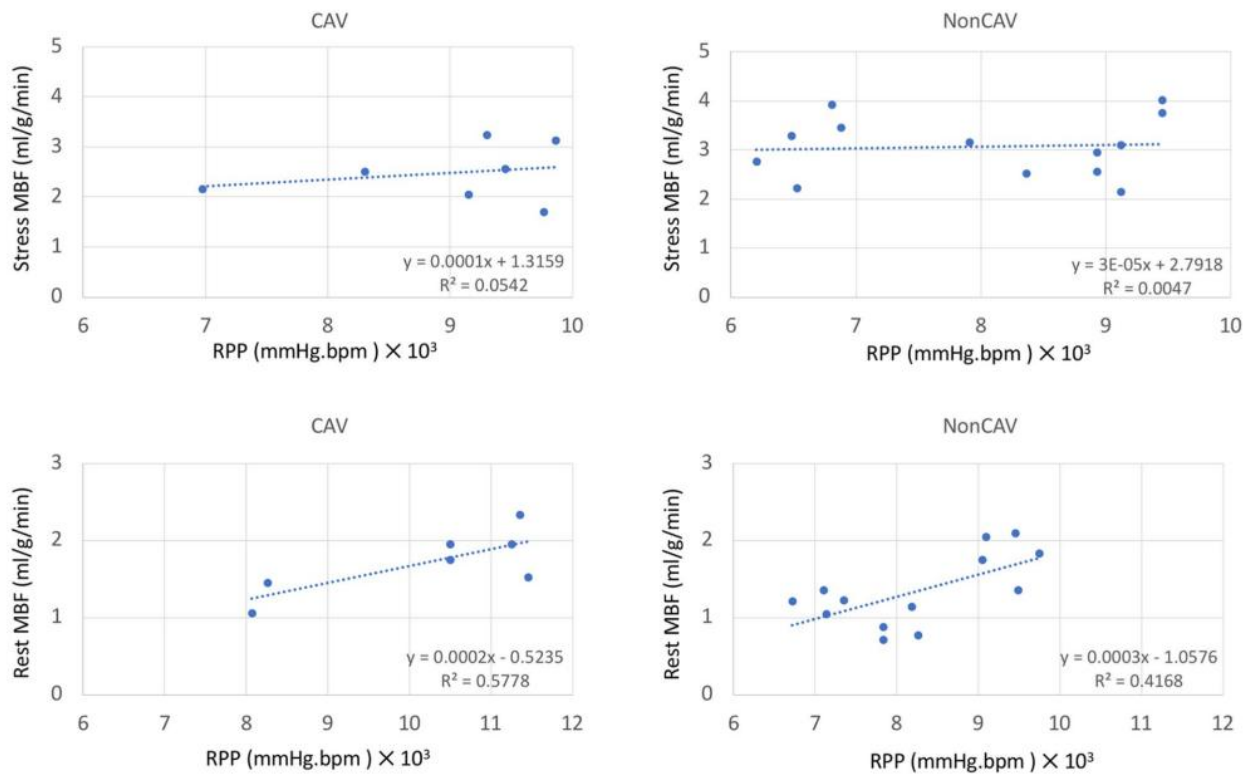 CAV
Stress MBF (ml/g/min)
5
4
3
2
1
0
y = 0.0001x + 1.3159
R² = 0.0542
6 7 8 9 10
RPP (mmHg.bpm ) × 10³
NonCAV
Stress MBF (ml/g/min)
5
4
3
2
1
0
y = 3E-05x + 2.7918
R² = 0.0047
6 7 8 9 10
RPP (mmHg.bpm ) × 10³
CAV
Rest MBF (ml/g/min)
3
2
1
0
y = 0.0002x - 0.5235
R² = 0.5778
6 7 8 9 10 11 12
RPP (mmHg.bpm ) × 10³
NonCAV
Rest MBF (ml/g/min)
3
2
1
0
y = 0.0003x - 1.0576
R² = 0.4168
6 7 8 9 10 11 12
RPP (mmHg.bpm ) × 10³